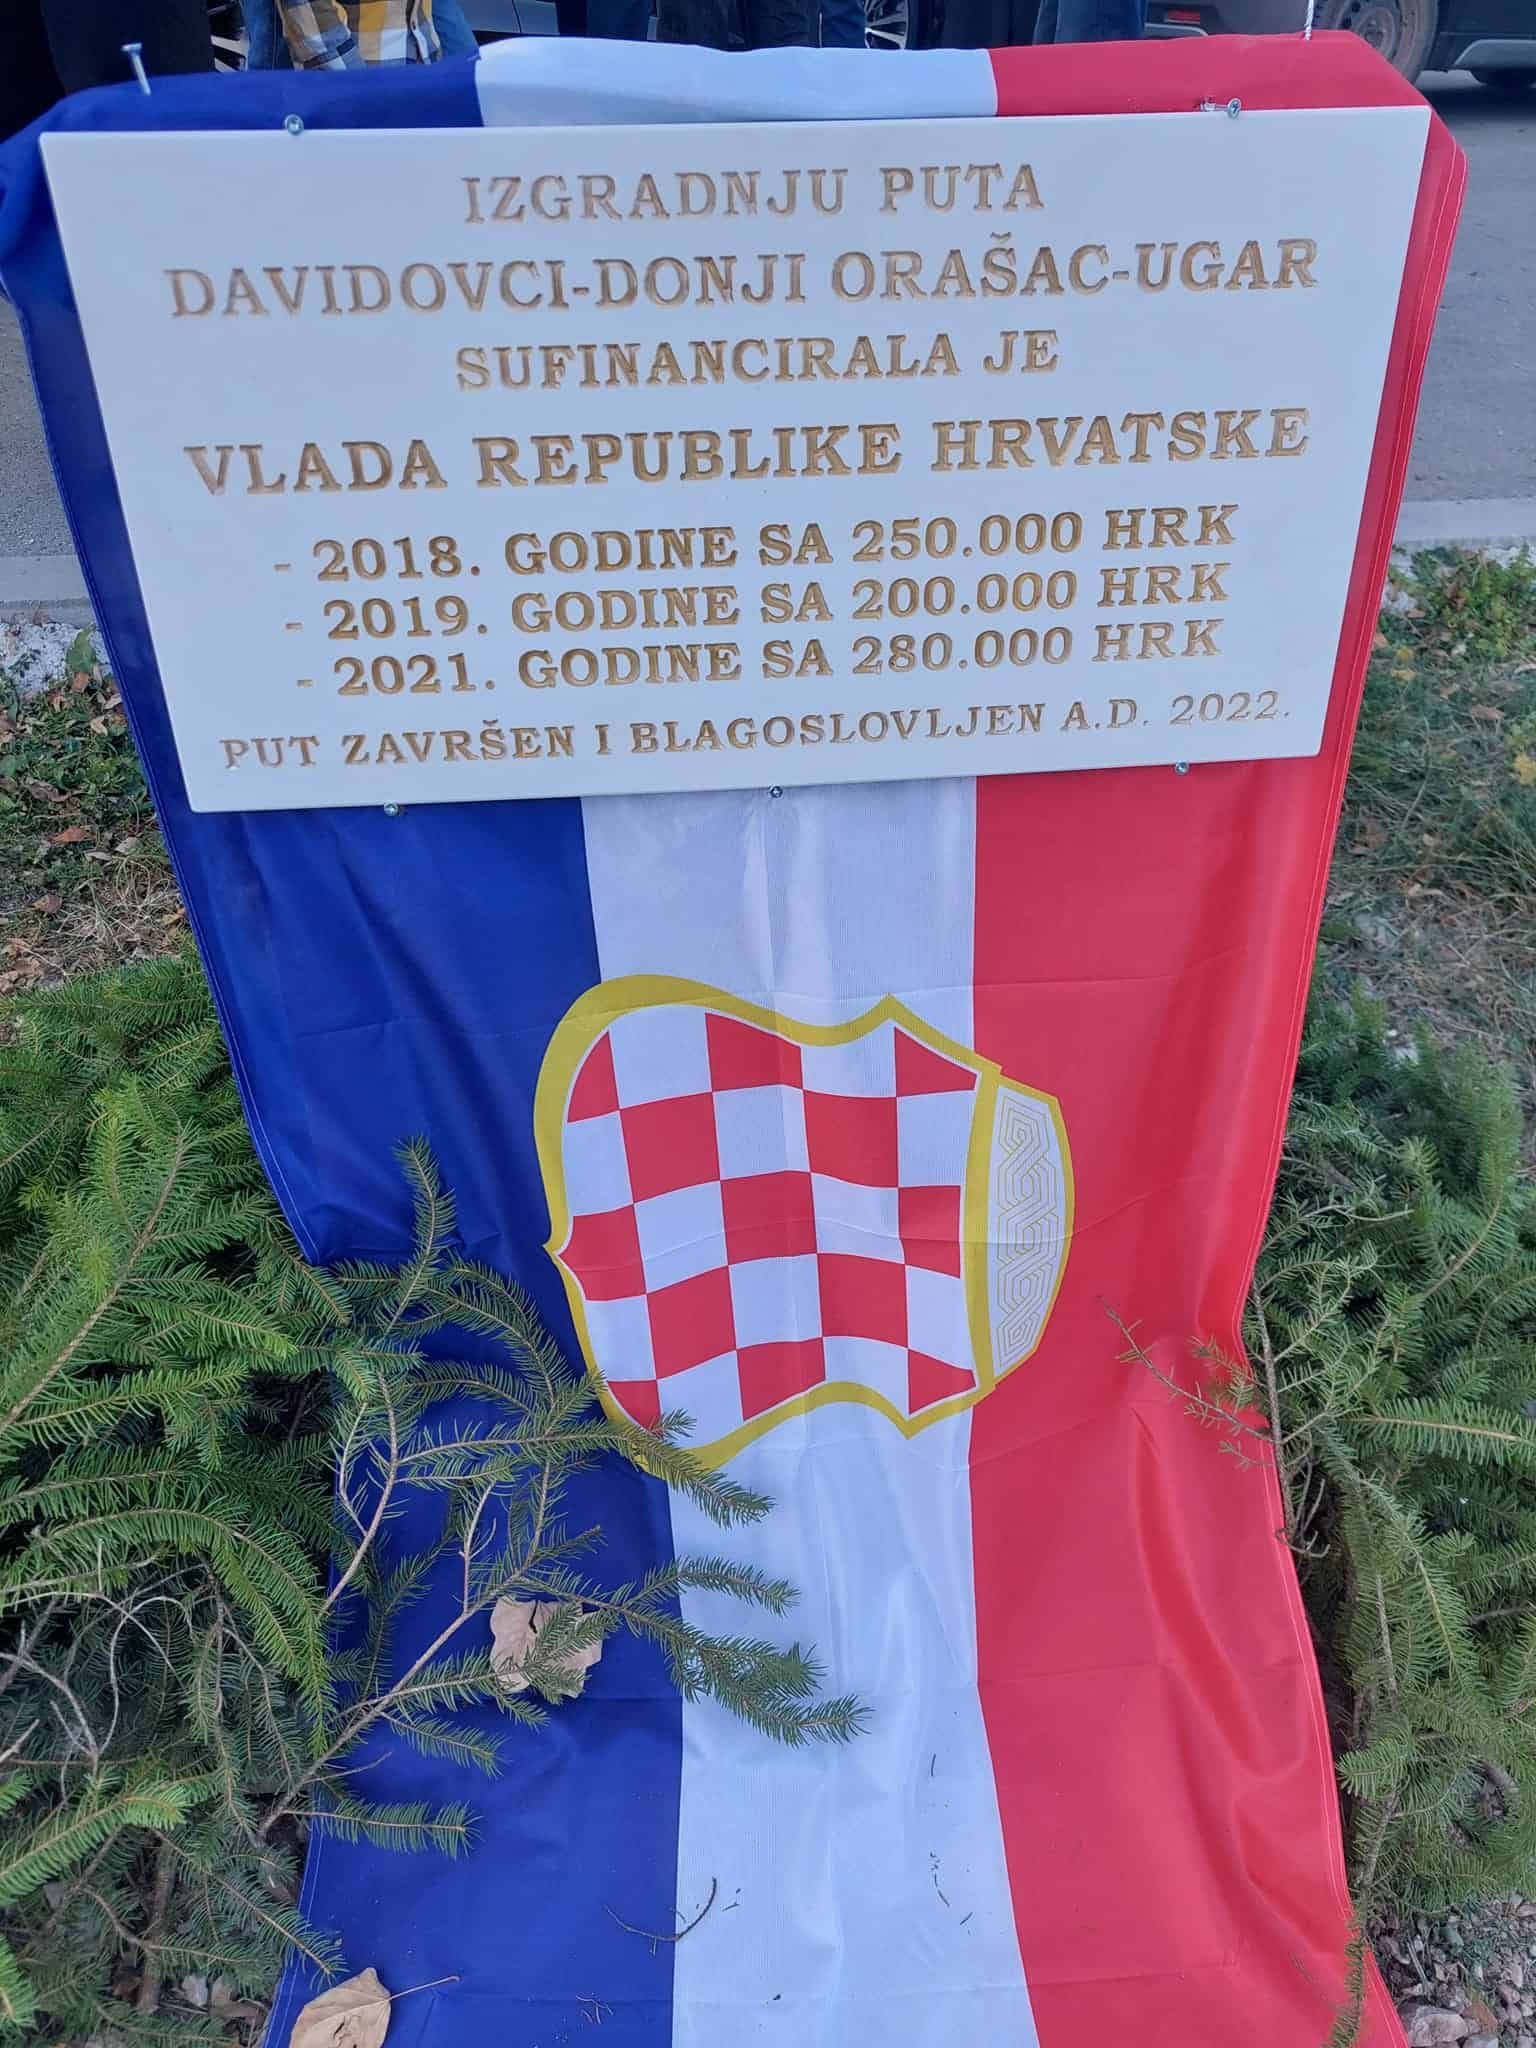 IZGRADNJU PUTA
DAVIDOVCI-DONJI ORAŠAC-UGAR
SUFINANCIRALA JE
VLADA REPUBLIKE HRVATSKE
- 2018. GODINE SA 250.000 HRK
- 2019. GODINE SA 200.000 HRK
- 2021. GODINE SA 280.000 HRK
PUT ZAVRŠEN I BLAGOSLOVLJEN A.D. 2022.